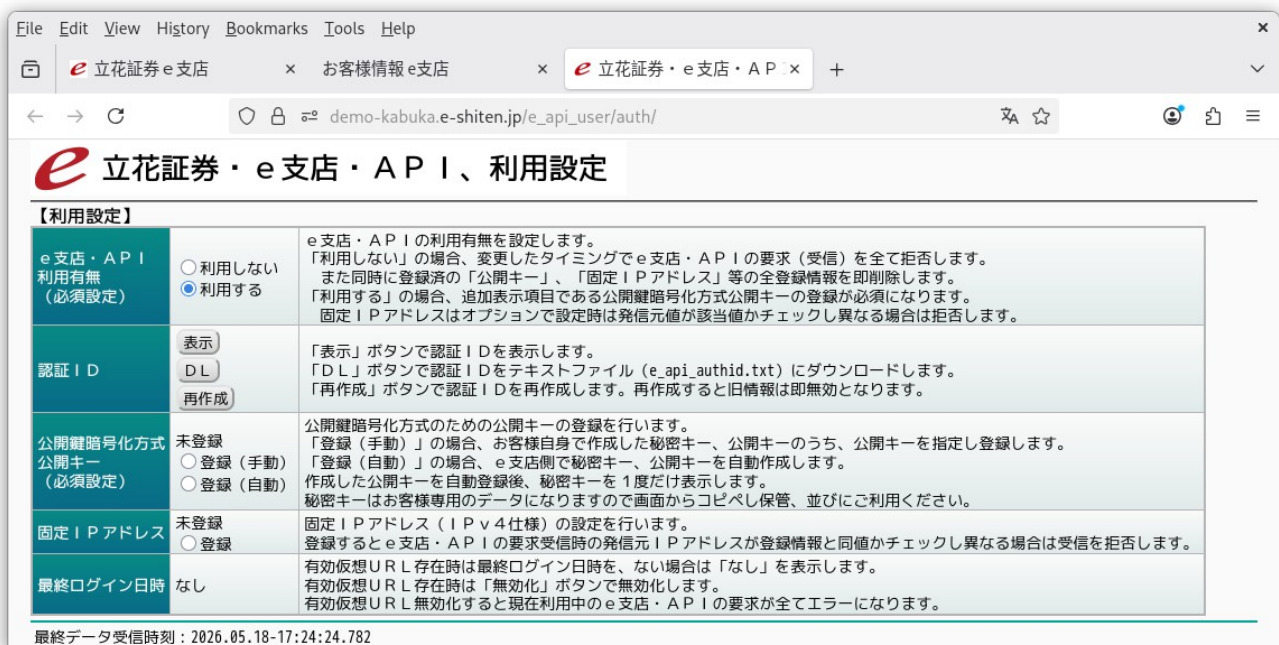 File Edit View History Bookmarks Tools Help ×
e 立花証券ｅ支店 × お客様情報 e支店 × e 立花証券・ｅ支店・ＡＰ × +
demo-kabuka.e-shiten.jp/e_api_user/auth/
e 立花証券・ｅ支店・ＡＰＩ、利用設定
【利用設定】
ｅ支店・ＡＰＩ
利用有無
（必須設定）
利用しない
利用する
ｅ支店・ＡＰＩの利用有無を設定します。
「利用しない」の場合、変更したタイミングでｅ支店・ＡＰＩの要求（受信）を全て拒否します。
また同時に登録済の「公開キー」、「固定ＩＰアドレス」等の全登録情報を即削除します。
「利用する」の場合、追加表示項目である公開鍵暗号化方式公開キーの登録が必須になります。
固定ＩＰアドレスはオプションで設定時は発信元値が該当値かチェックし異なる場合は拒否します。
認証ＩＤ
表示
ＤＬ
再作成
「表示」ボタンで認証ＩＤを表示します。
「ＤＬ」ボタンで認証ＩＤをテキストファイル（e_api_authid.txt）にダウンロードします。
「再作成」ボタンで認証ＩＤを再作成します。再作成すると旧情報は即無効となります。
公開鍵暗号化方式
公開キー
（必須設定）
未登録
登録（手動）
登録（自動）
公開鍵暗号化方式のための公開キーの登録を行います。
「登録（手動）」の場合、お客様自身で作成した秘密キー、公開キーのうち、公開キーを指定し登録します。
「登録（自動）」の場合、ｅ支店側で秘密キー、公開キーを自動作成します。
作成した公開キーを自動登録後、秘密キーを１度だけ表示します。
秘密キーはお客様専用のデータになりますので画面からコピペし保管、並びにご利用ください。
固定ＩＰアドレス
未登録
登録
固定ＩＰアドレス（ＩＰｖ４仕様）の設定を行います。
登録するとｅ支店・ＡＰＩの要求受信時の発信元ＩＰアドレスが登録情報と同値かチェックし異なる場合は受信を拒否します。
最終ログイン日時
なし
有効仮想ＵＲＬ存在時は最終ログイン日時を、ない場合は「なし」を表示します。
有効仮想ＵＲＬ存在時は「無効化」ボタンで無効化します。
有効仮想ＵＲＬ無効化すると現在利用中のｅ支店・ＡＰＩの要求が全てエラーになります。
最終データ受信時刻：2026.05.18-17:24:24.782